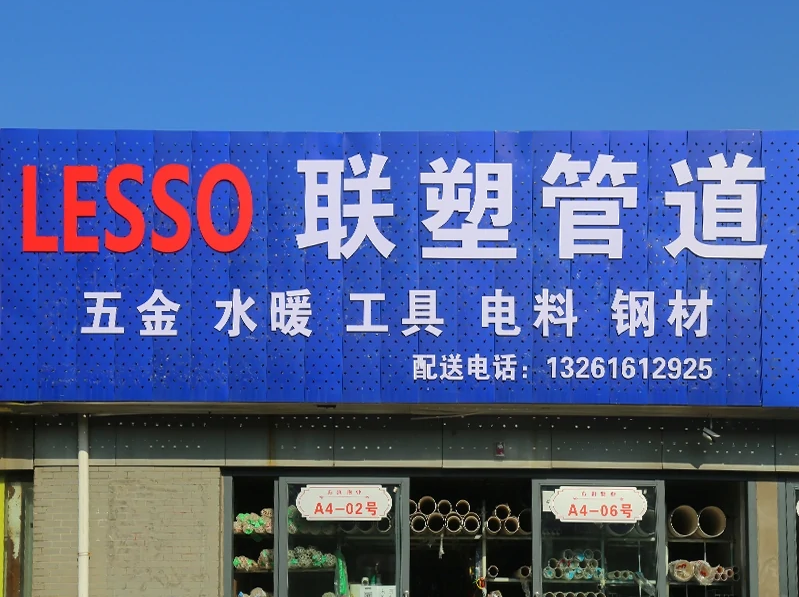 LESSO 联塑管道
五金 水暖 工具 电料 钢材
配送电话：13261612925
A4-02号
A4-06号